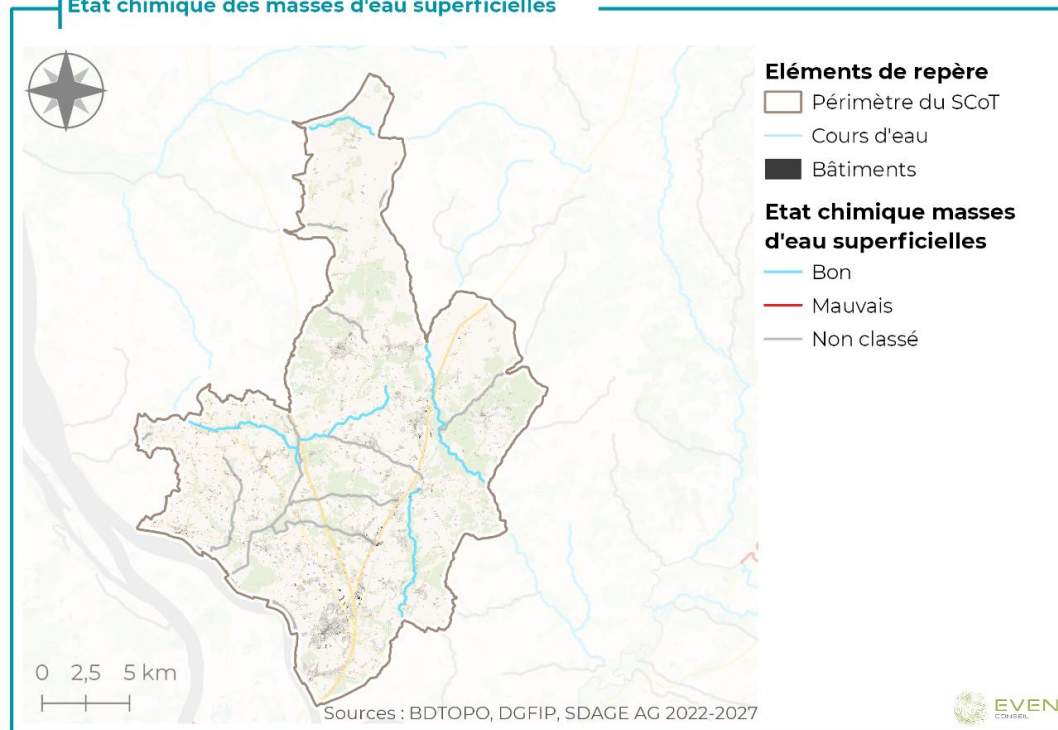 Etat chimique des masses d'eau superficielles
Eléments de repère
Périmètre du SCoT
Cours d'eau
Bâtiments
Etat chimique masses
d'eau superficielles
Bon
Mauvais
Non classé
0 2,5 5 km
Sources : BDTOPO, DGFIP, SDAGE AG 2022-2027
EVEN
CONSEIL